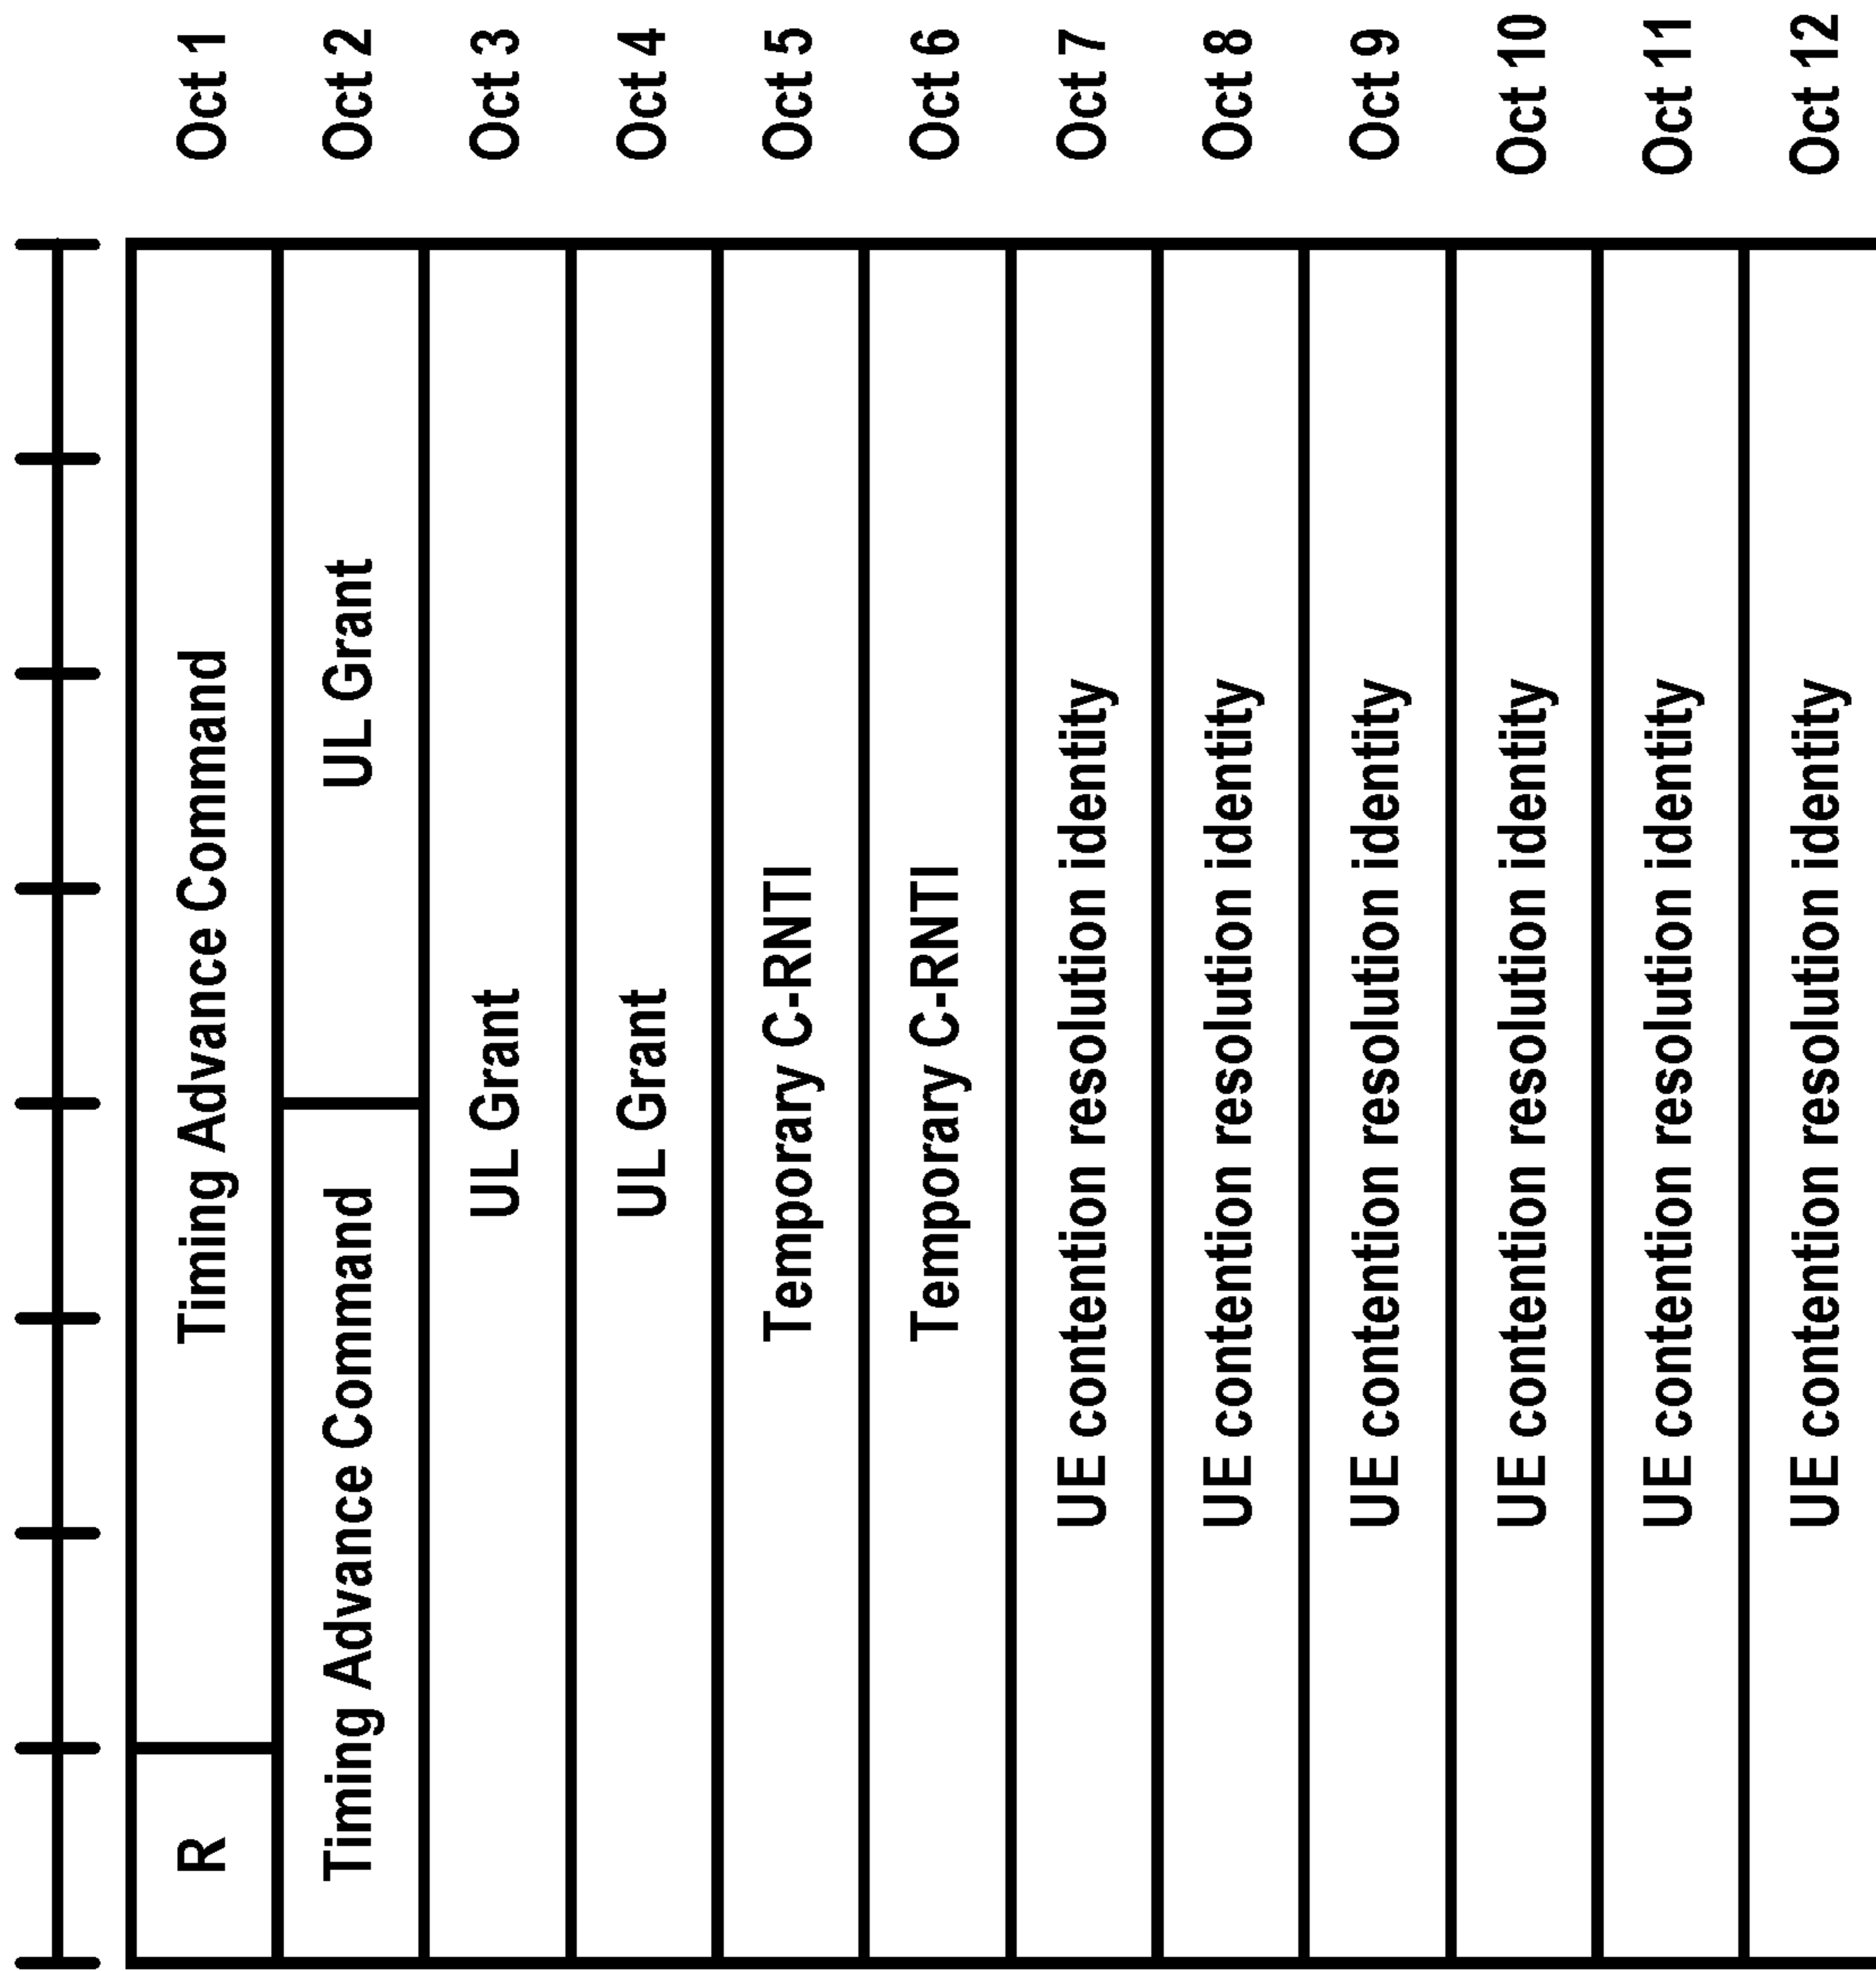 R Timing Advance Command Oct 1
Timing Advance Command UL Grant Oct 2
UL Grant Oct 3
UL Grant Oct 4
Temporary C-RNTI Oct 5
Temporary C-RNTI Oct 6
UE contention resolution identity Oct 7
UE contention resolution identity Oct 8
UE contention resolution identity Oct 9
UE contention resolution identity Oct 10
UE contention resolution identity Oct 11
UE contention resolution identity Oct 12